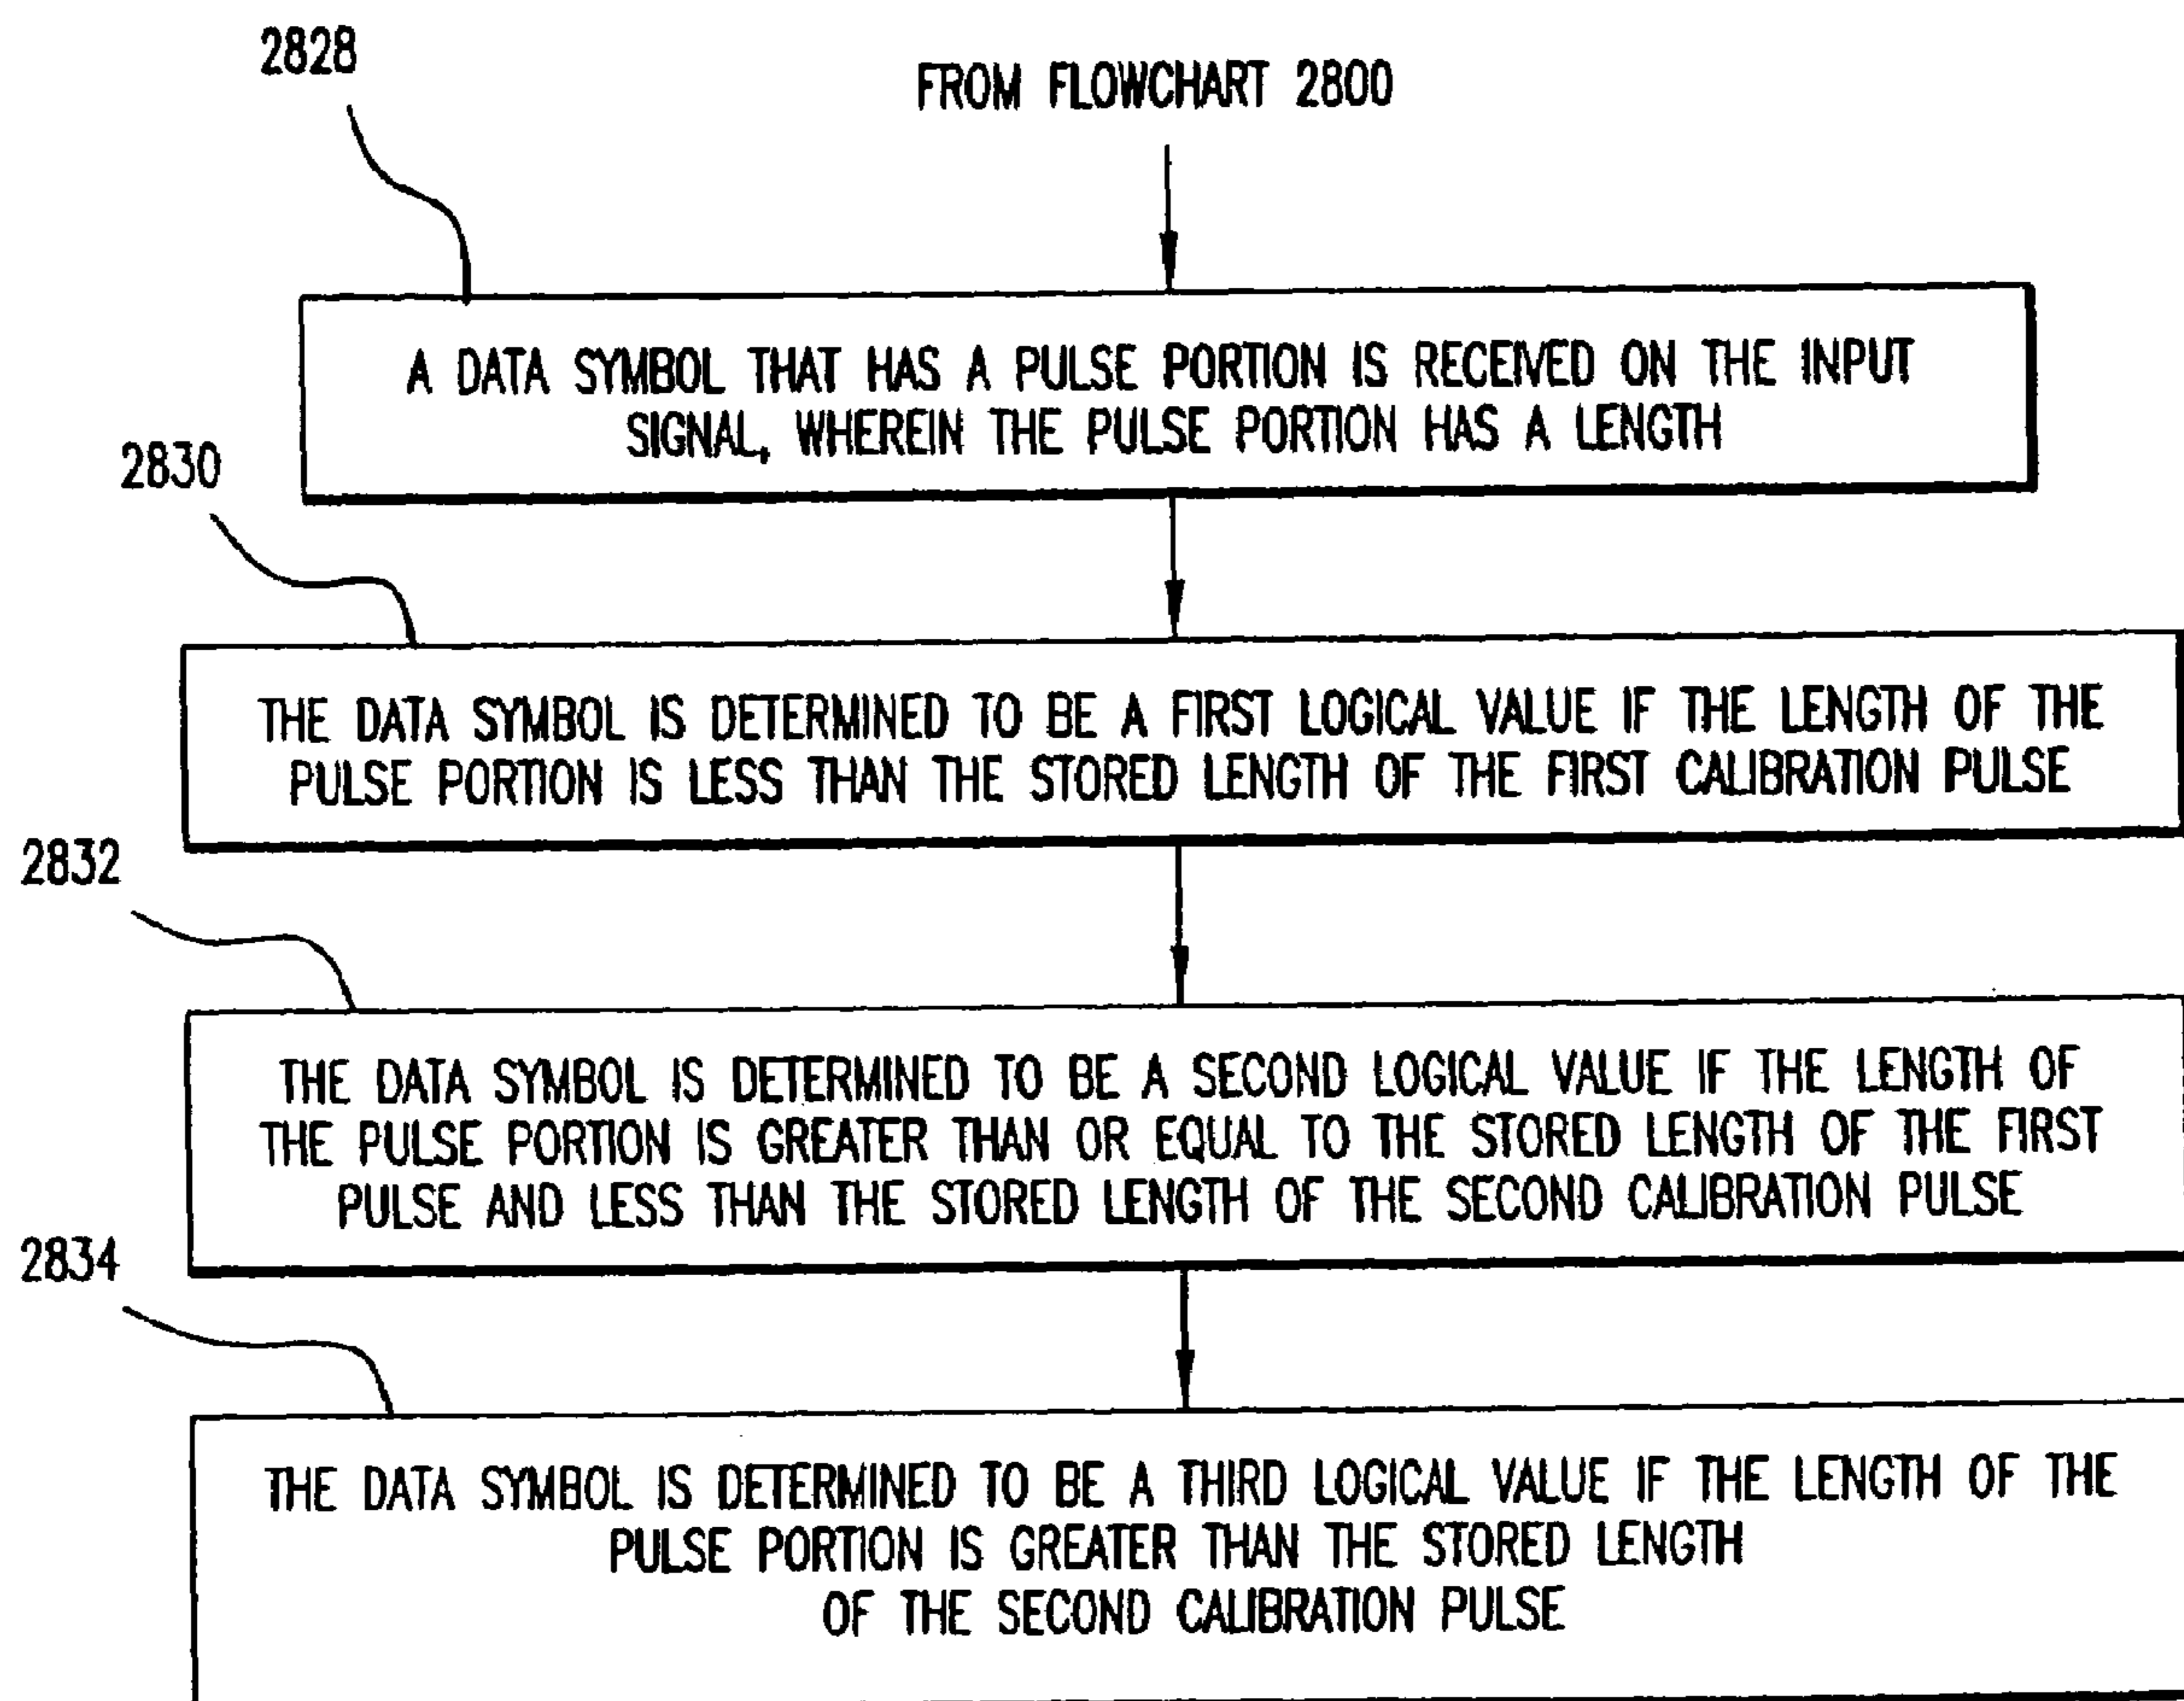 2828
FROM FLOWCHART 2800
A DATA SYMBOL THAT HAS A PULSE PORTION IS RECEIVED ON THE INPUT
SIGNAL, WHEREIN THE PULSE PORTION HAS A LENGTH
2830
THE DATA SYMBOL IS DETERMINED TO BE A FIRST LOGICAL VALUE IF THE LENGTH OF THE
PULSE PORTION IS LESS THAN THE STORED LENGTH OF THE FIRST CALIBRATION PULSE
2832
THE DATA SYMBOL IS DETERMINED TO BE A SECOND LOGICAL VALUE IF THE LENGTH OF
THE PULSE PORTION IS GREATER THAN OR EQUAL TO THE STORED LENGTH OF THE FIRST
PULSE AND LESS THAN THE STORED LENGTH OF THE SECOND CALIBRATION PULSE
2834
THE DATA SYMBOL IS DETERMINED TO BE A THIRD LOGICAL VALUE IF THE LENGTH OF THE
PULSE PORTION IS GREATER THAN THE STORED LENGTH
OF THE SECOND CALIBRATION PULSE